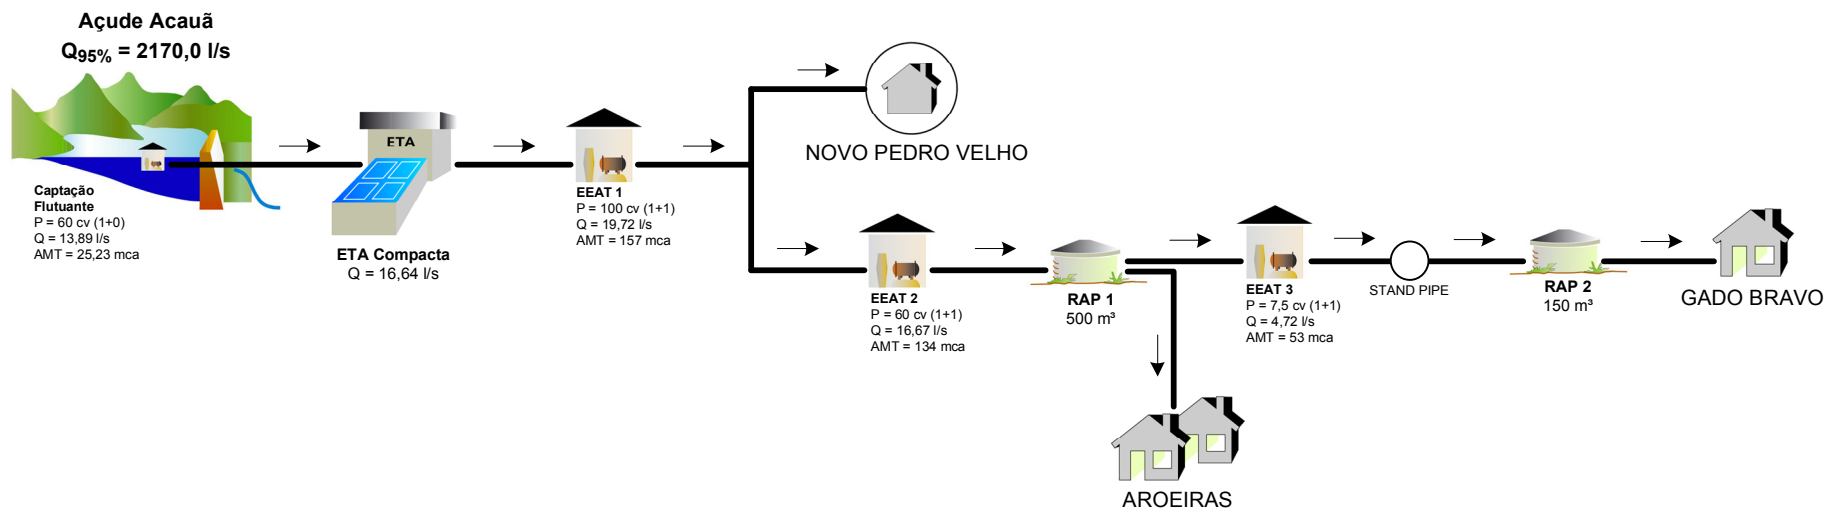 Açude Acauã
Q95% = 2170,0 l/s
Captação
Flutuante
P = 60 cv (1+0)
Q = 13,89 l/s
AMT = 25,23 mca
ETA
ETA Compacta
Q = 16,64 l/s
EEAT 1
P = 100 cv (1+1)
Q = 19,72 l/s
AMT = 157 mca
NOVO PEDRO VELHO
EEAT 2
P = 60 cv (1+1)
Q = 16,67 l/s
AMT = 134 mca
RAP 1
500 m³
AROEIRAS
EEAT 3
P = 7,5 cv (1+1)
Q = 4,72 l/s
AMT = 53 mca
STAND PIPE
RAP 2
150 m³
GADO BRAVO